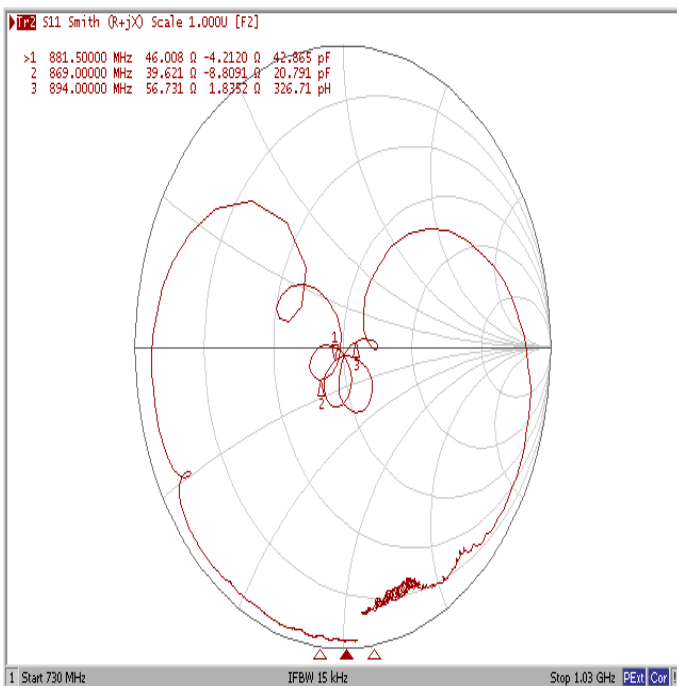 Tr2 S11 Smith (R+jX) Scale 1.000U [F2]
>1 881.50000 MHz 46.008 Ω -4.2120 Ω 42.865 pF
2 869.00000 MHz 39.621 Ω -8.8091 Ω 20.791 pF
3 894.00000 MHz 56.731 Ω 1.8352 Ω 326.71 pH
1
3
2
1 Start 730 MHz IFBW 15 kHz Stop 1.03 GHz PExt Cor !